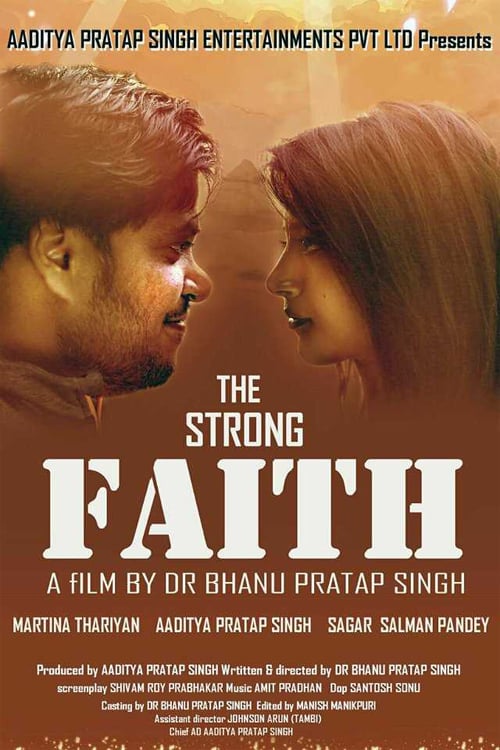 AADITYA PRATAP SINGH ENTERTAINMENTS PVT LTD Presents
THE
STRONG
FAITH
A fILM BY DR BHANU PRATAP SINGH
MARTINA THARIYAN AADITYA PRATAP SINGH SAGAR SALMAN PANDEY
Produced by AADITYA PRATAP SINGH Wrtitten & directed by DR BHANU PRATAP SINGH
screenplay SHIVAM ROY PRABHAKAR Music AMIT PRADHAN Dop SANTOSH SONU
Casting by DR BHANU PRATAP SINGH Edited by MANISH MANIKPURI
Assistant director JOHNSON ARUN (TAMBI)
Chief AD AADITYA PRATAP SINGH